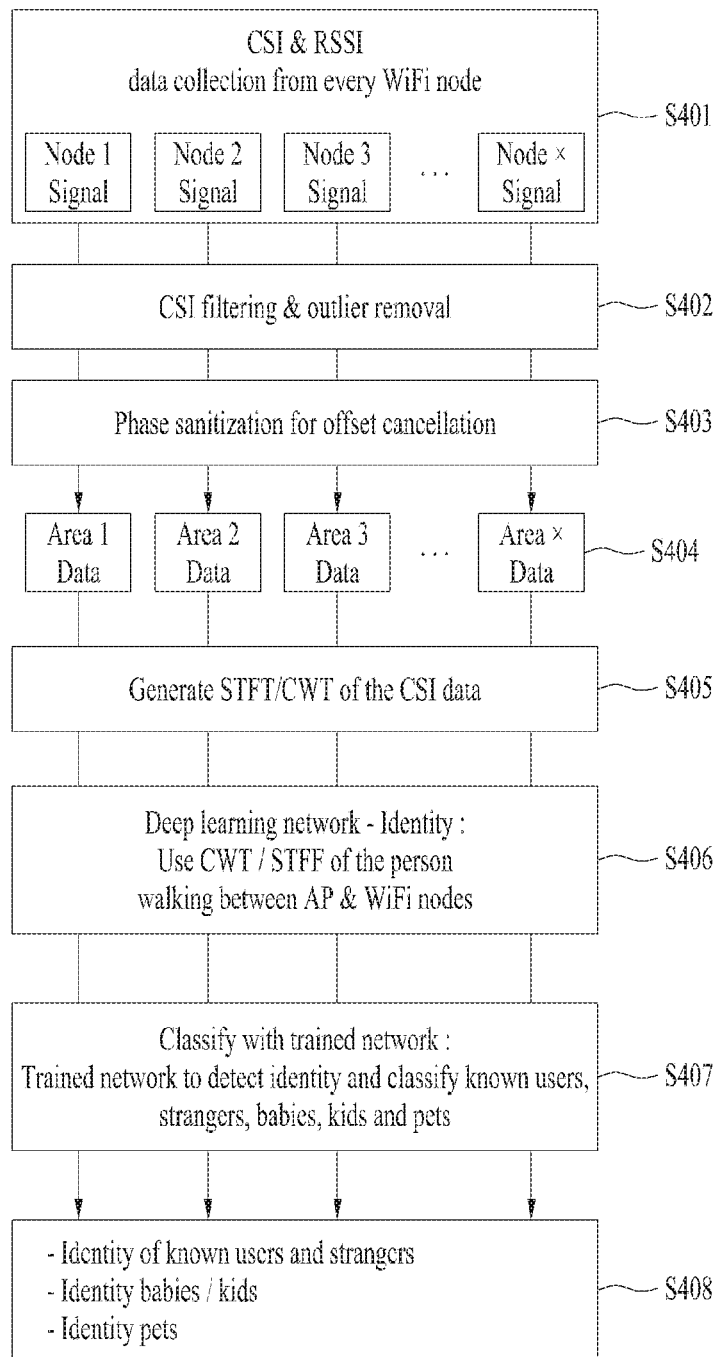 CSI & RSSI
data collection from every WiFi node
S401
Node 1 Node 2 Node 3 Node x
Signal Signal Signal ... Signal
CSI filtering & outlier removal
S402
Phase sanitization for offset cancellation
S403
Area 1 Area 2 Area 3 Area x
Data Data Data ... Data
S404
Generate STFT/CWT of the CSI data
S405
Deep learning network - Identity :
Use CWT / STFF of the person
walking between AP & WiFi nodes
S406
Classify with trained network :
Trained network to detect identity and classify known users,
strangers, babies, kids and pets
S407
- Identity of known users and strangers
- Identity babies / kids
- Identity pets
S408